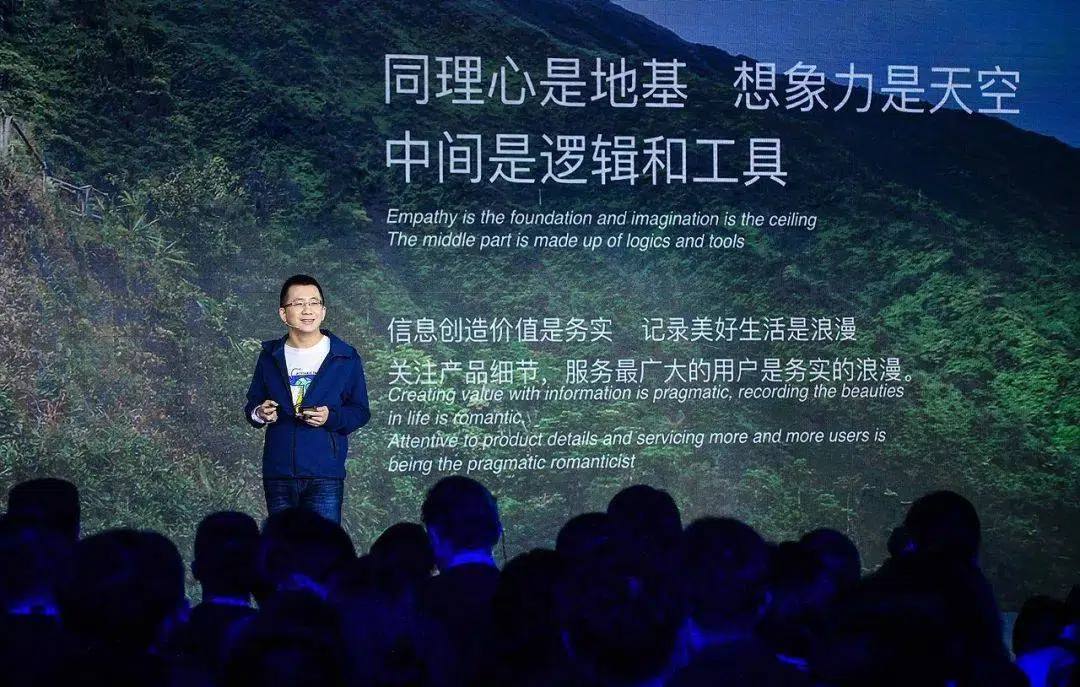 同理心是地基 想象力是天空
中间是逻辑和工具
Empathy is the foundation and imagination is the ceiling
The middle part is made up of logics and tools
信息创造价值是务实 记录美好生活是浪漫
关注产品细节，服务最广大的用户是务实的浪漫。
Creating value with information is pragmatic, recording the beauties
in life is romantic,
Attentive to product details and servicing more and more users is
being the pragmatic romanticist